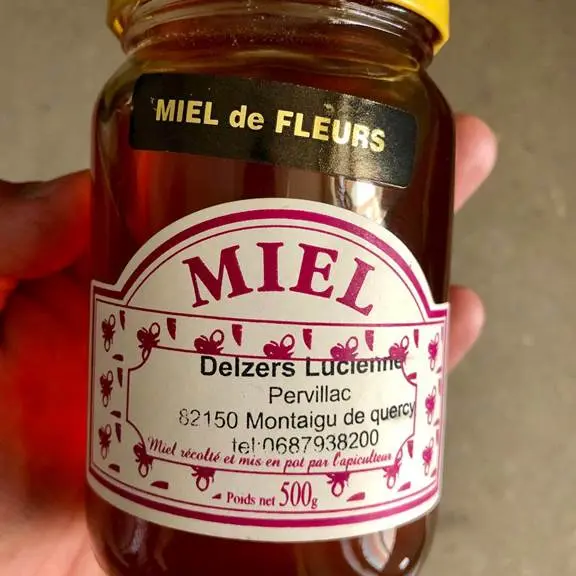 MIEL de FLEURS
MIEL
Delzers Lucienne
Pervillac
82150 Montaigu de quercy
tel:0687938200
Miel récolté et mis en pot par l'apiculteur
Poids net 500g